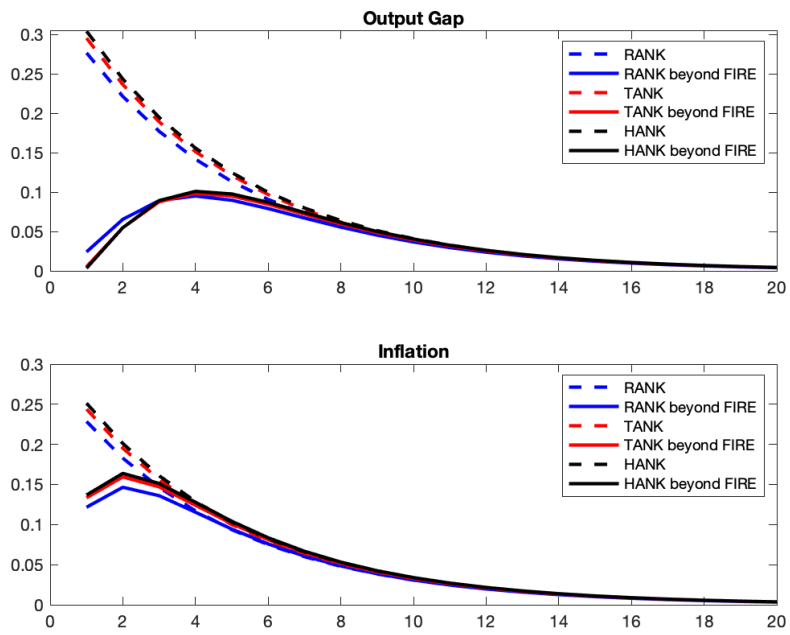 Output Gap
0.3
0.25
0.2
0.15
0.1
0.05
0
RANK
RANK beyond FIRE
TANK
TANK beyond FIRE
HANK
HANK beyond FIRE
0 2 4 6 8 10 12 14 16 18 20
Inflation
0.3
0.25
0.2
0.15
0.1
0.05
0
RANK
RANK beyond FIRE
TANK
TANK beyond FIRE
HANK
HANK beyond FIRE
0 2 4 6 8 10 12 14 16 18 20